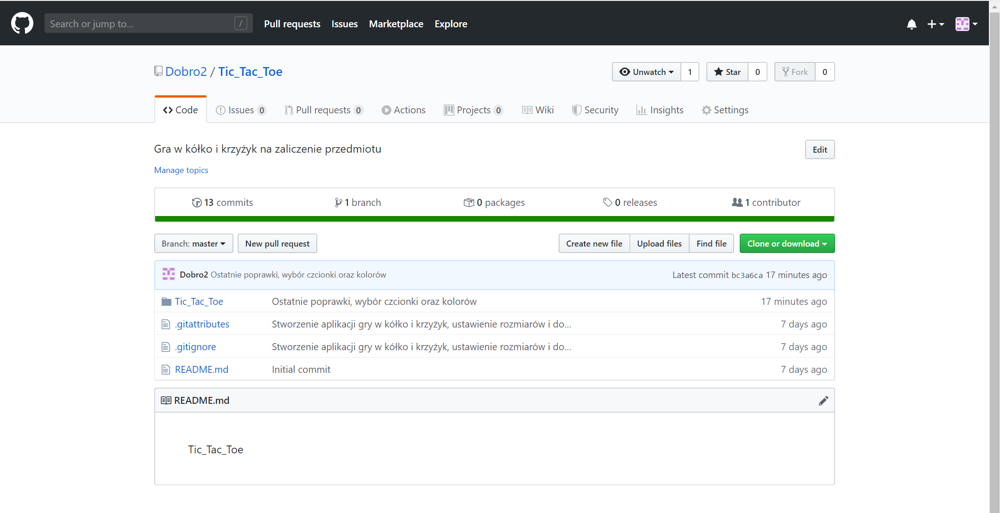 Search or jump to... / Pull requests Issues Marketplace Explore
Dobro2 / Tic_Tac_Toe Unwatch 1 Star 0 Fork 0
Code Issues 0 Pull requests 0 Actions Projects 0 Wiki Security Insights Settings
Gra w kółko i krzyżyk na zaliczenie przedmiotu Edit
Manage topics
13 commits 1 branch 0 packages 0 releases 1 contributor
Branch: master New pull request Create new file Upload files Find file Clone or download
Dobro2 Ostatnie poprawki, wybór czcionki oraz kolorów Latest commit bc3a6ca 17 minutes ago
Tic_Tac_Toe Ostatnie poprawki, wybór czcionki oraz kolorów 17 minutes ago
.gitattributes Stworzenie aplikacji gry w kółko i krzyżyk, ustawienie rozmiarów i do... 7 days ago
.gitignore Stworzenie aplikacji gry w kółko i krzyżyk, ustawienie rozmiarów i do... 7 days ago
README.md Initial commit 7 days ago
README.md
Tic_Tac_Toe